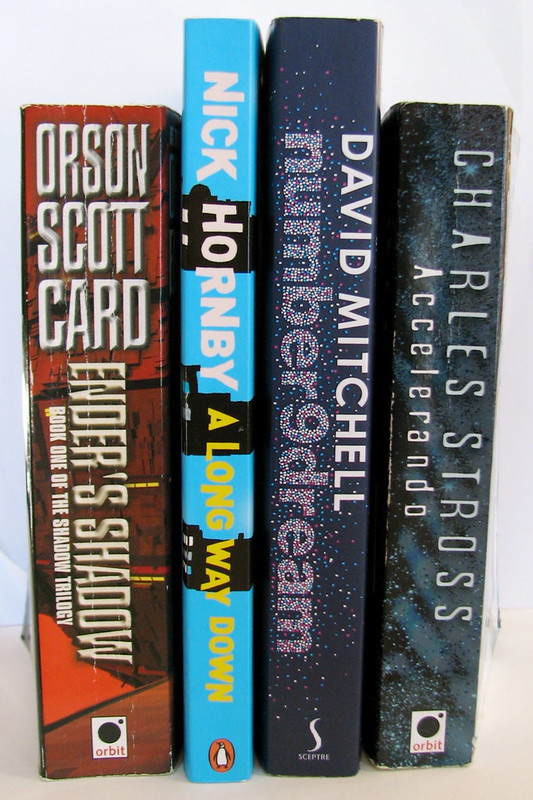 ORSON
SCOTT
CARD
ENDER'S SHADOW
BOOK ONE OF THE SHADOW TRILOGY
orbit
NICK HORNBY A LONG WAY DOWN
DAVID MITCHELL
number9dream
SCEPTRE
CHARLES STROSS
Accelerando
orbit